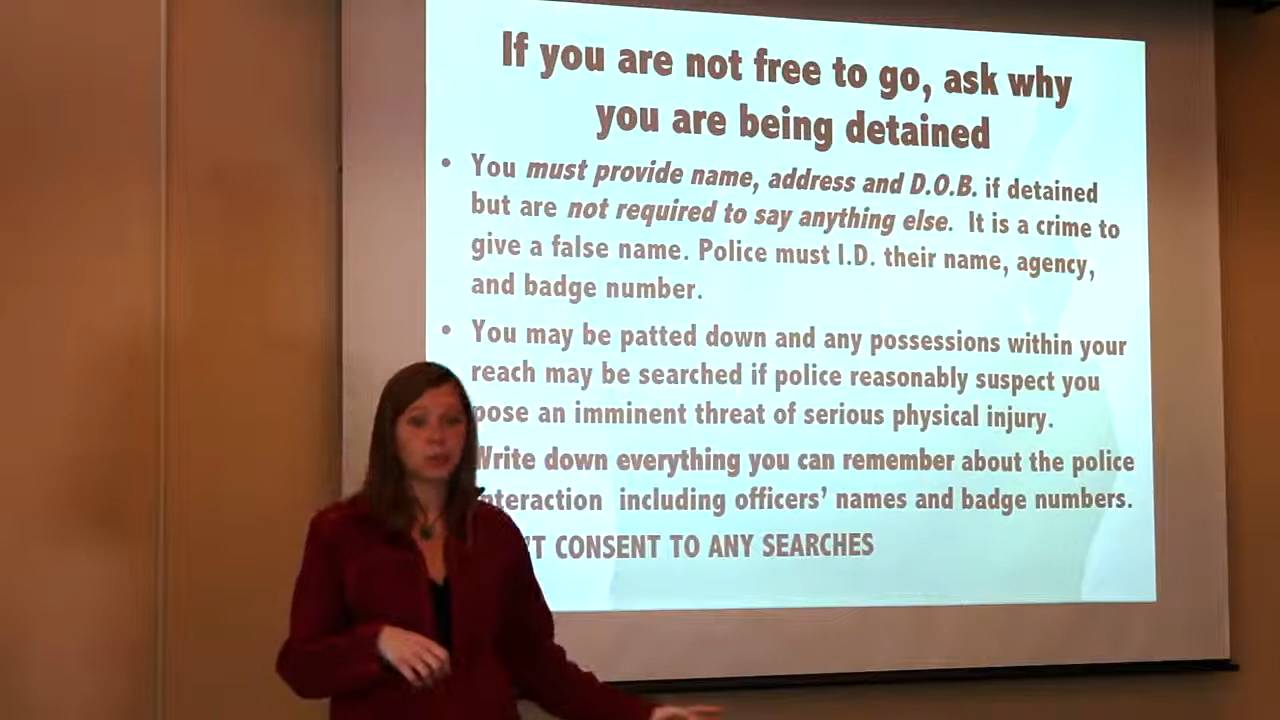 If you are not free to go, ask why
you are being detained
• You must provide name, address and D.O.B. if detained
but are not required to say anything else. It is a crime to
give a false name. Police must I.D. their name, agency,
and badge number.
• You may be patted down and any possessions within your
reach may be searched if police reasonably suspect you
pose an imminent threat of serious physical injury.
Write down everything you can remember about the police
interaction including officers' names and badge numbers.
'T CONSENT TO ANY SEARCHES